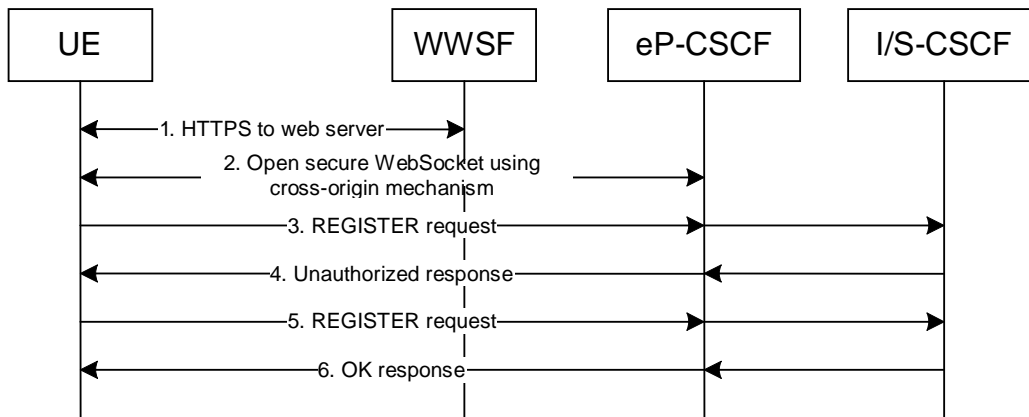 UE
WWSF
eP-CSCF
I/S-CSCF
1. HTTPS to web server
2. Open secure WebSocket using
cross-origin mechanism
3. REGISTER request
4. Unauthorized response
5. REGISTER request
6. OK response